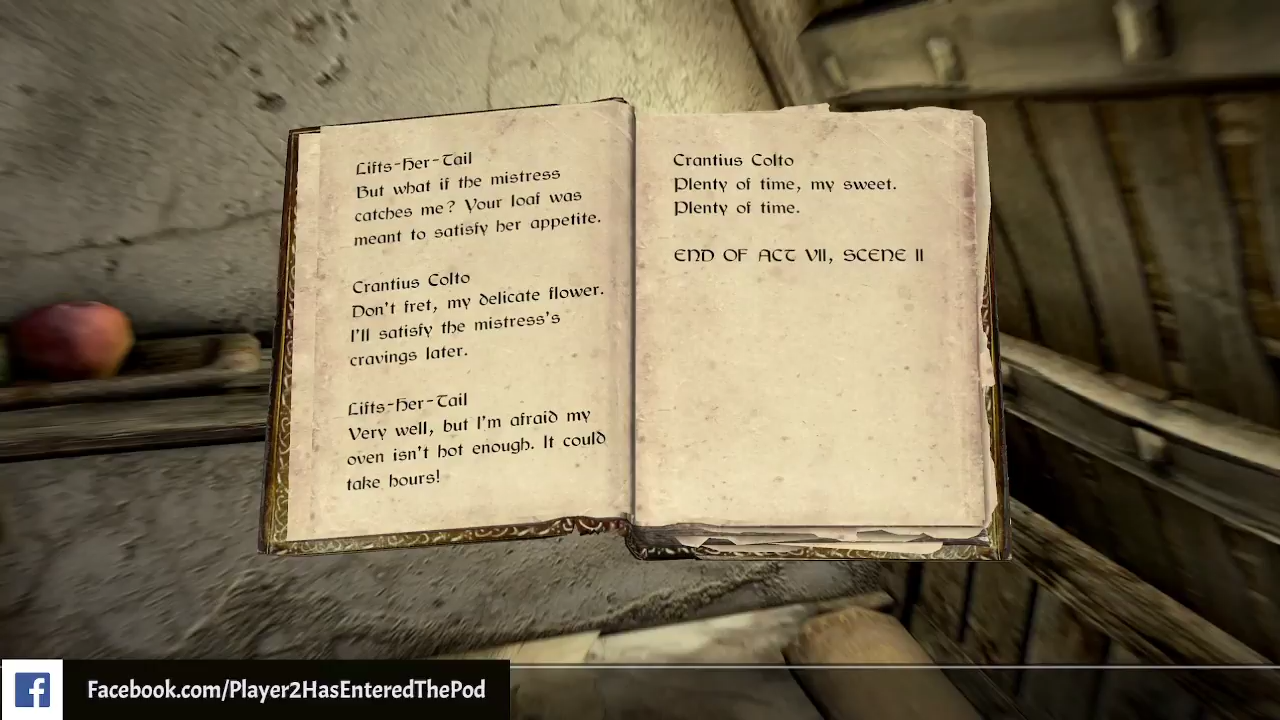 Lifts-Her-Tail
But what if the mistress
catches me? Your loaf was
meant to satisfy her appetite.
Crantius Colto
Don't fret, my delicate flower.
I'll satisfy the mistress's
cravings later.
Lifts-Her-Tail
Very well, but I'm afraid my
oven isn't hot enough. It could
take hours!
Crantius Colto
Plenty of time, my sweet.
Plenty of time.
END OF ACT VII, SCENE II
Facebook.com/Player2HasEnteredThePod